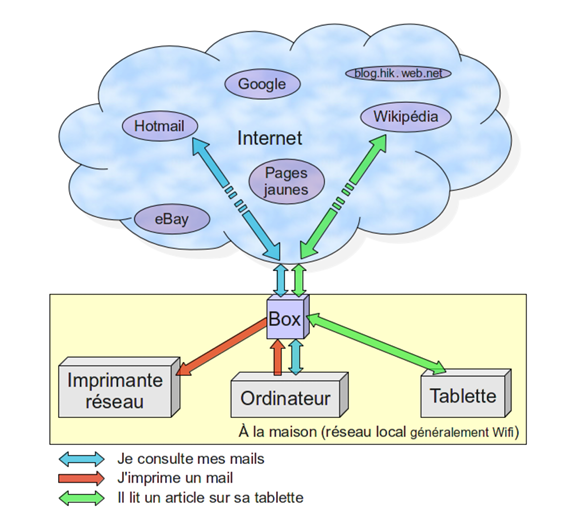 Google
blog.hik.web.net
Hotmail
Wikipédia
Internet
Pages
jaunes
eBay
Box
Imprimante
réseau
Ordinateur
Tablette
À la maison (réseau local généralement Wifi)
Je consulte mes mails
J'imprime un mail
Il lit un article sur sa tablette